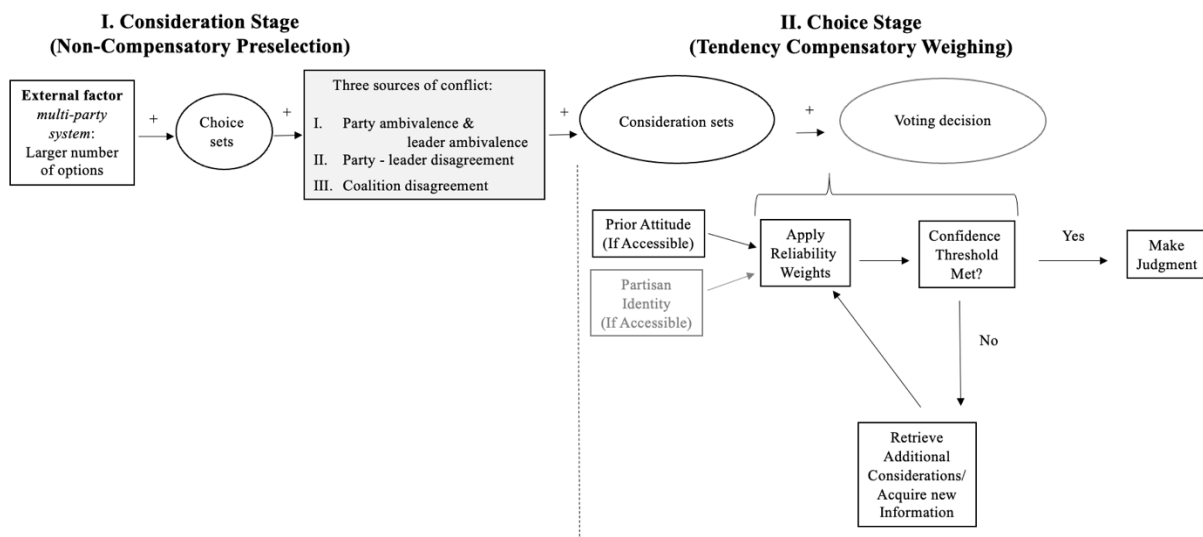 I. Consideration Stage
(Non-Compensatory Preselection)
II. Choice Stage
(Tendency Compensatory Weighing)
External factor
multi-party
system:
Larger number
of options
+
Choice
sets
+
Three sources of conflict:
I. Party ambivalence &
leader ambivalence
II. Party - leader disagreement
III. Coalition disagreement
+
Consideration sets
+
Voting decision
Prior Attitude
(If Accessible)
Partisan
Identity
(If Accessible)
Apply
Reliability
Weights
Confidence
Threshold
Met?
Yes
Make
Judgment
No
Retrieve
Additional
Considerations/
Acquire new
Information